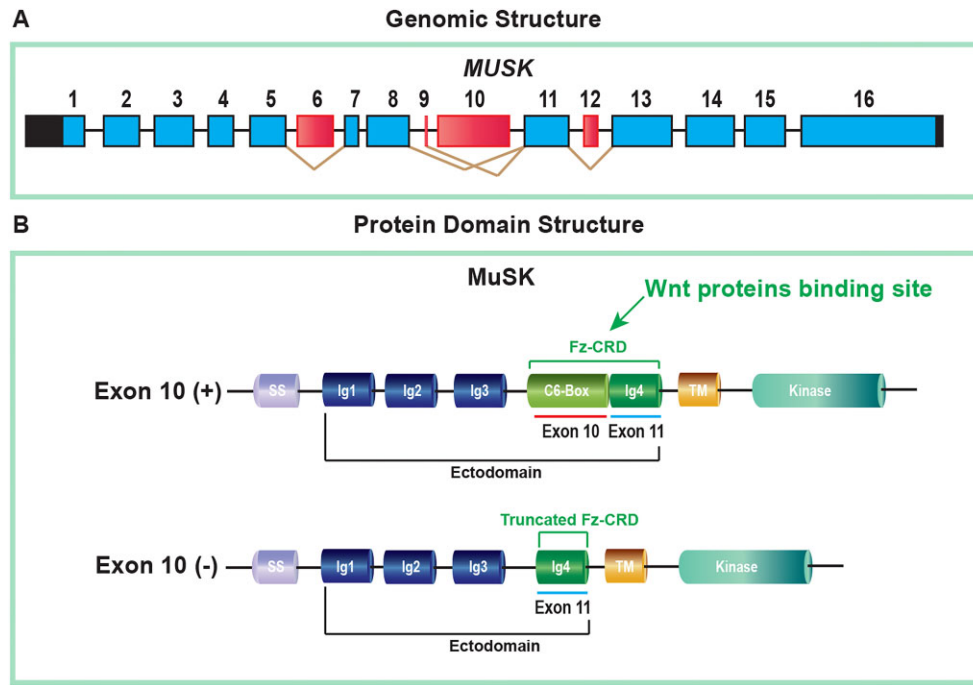 A
Genomic Structure
MUSK
1 2 3 4 5 6 7 8 9 10 11 12 13 14 15 16
B
Protein Domain Structure
MuSK
Wnt proteins binding site
Fz-CRD
Exon 10 (+)
SS Ig1 Ig2 Ig3 C6-Box Ig4 TM Kinase
Exon 10 Exon 11
Ectodomain
Truncated Fz-CRD
Exon 10 (-)
SS Ig1 Ig2 Ig3 Ig4 TM Kinase
Exon 11
Ectodomain